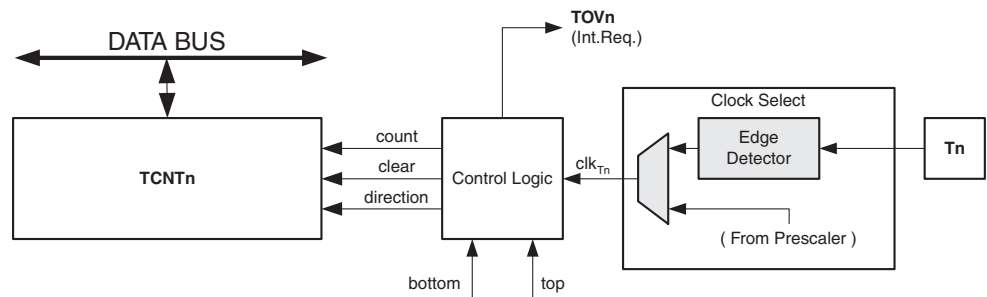 TOVn
(Int.Req.)
DATA BUS
Clock Select
count
Edge
Detector
Tn
TCNTn
clear
Control Logic
clkTn
direction
( From Prescaler )
bottom
top